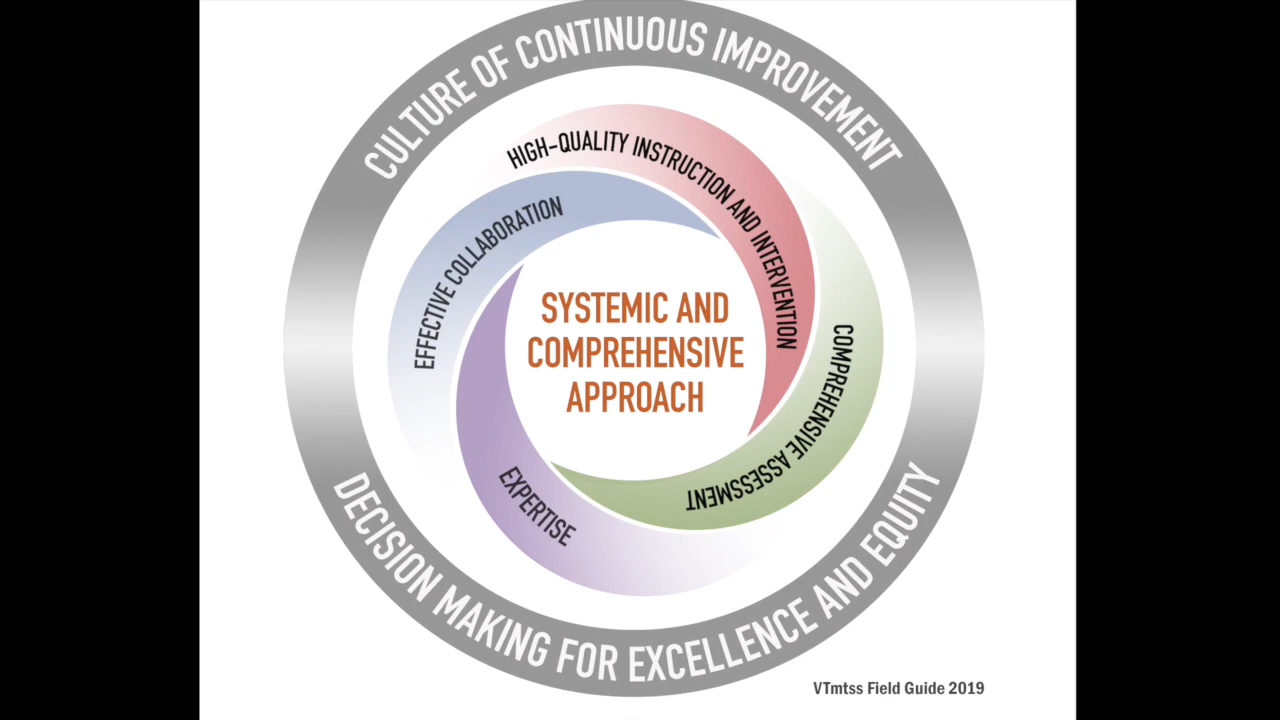 CULTURE OF CONTINUOUS IMPROVEMENT
HIGH-QUALITY INSTRUCTION AND INTERVENTION
EFFECTIVE COLLABORATION
SYSTEMIC AND
COMPREHENSIVE
APPROACH
COMPREHENSIVE ASSESSMENT
EXPERTISE
DECISION MAKING FOR EXCELLENCE AND EQUITY
VTmtss Field Guide 2019